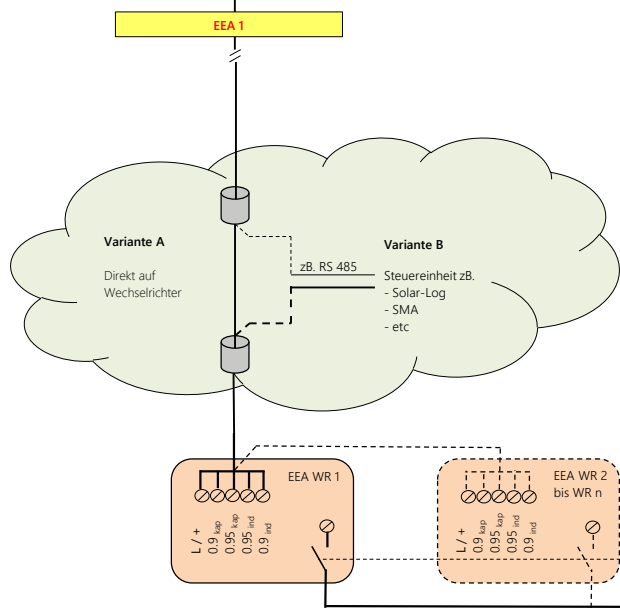 EEA 1
Variante A
Direkt auf
Wechselrichter
zB. RS 485
Variante B
Steuereinheit zB.
- Solar-Log
- SMA
- etc
EEA WR 1
L / +
0.9 kap
0.95 kap
0.95 ind
0.9 ind
EEA WR 2
bis WR n
L / +
0.9 kap
0.95 kap
0.95 ind
0.9 ind